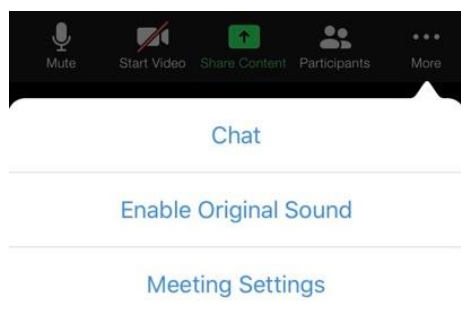 Mute Start Video Share Content Participants More
Chat
Enable Original Sound
Meeting Settings